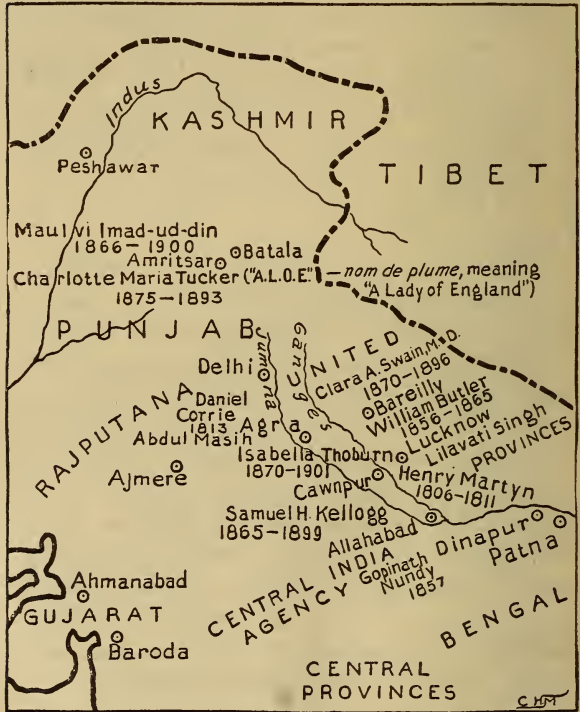 Indus
KASHMIR
Peshawar
TIBET
Maulvi Imad-ud-din
1866-1900
Amritsar
Batala
Charlotte Maria Tucker ("A.L.O.E." - nom de plume, meaning
"A Lady of England")
1875-1893
PUNJAB
Jumna
Ganges
UNITED
Clara A. Swain, M.D.
1870-1896
Delhi
Bareilly
William Butler
1856-1865
Lucknow
Lilavati Singh
PROVINCES
RAJPUTANA
Daniel
Corrie
1813
Agra
Abdul Masih
Isabella Thoburn
1870-1901
Ajmere
Cawnpur
Henry Martyn
1806-1811
Samuel H. Kellogg
1865-1899
Allahabad
Dinapur
Patna
CENTRAL
INDIA
AGENCY
Gopinath
Nundy
1857
Ahmanabad
GUJARAT
Baroda
BENGAL
CENTRAL
PROVINCES
CHM